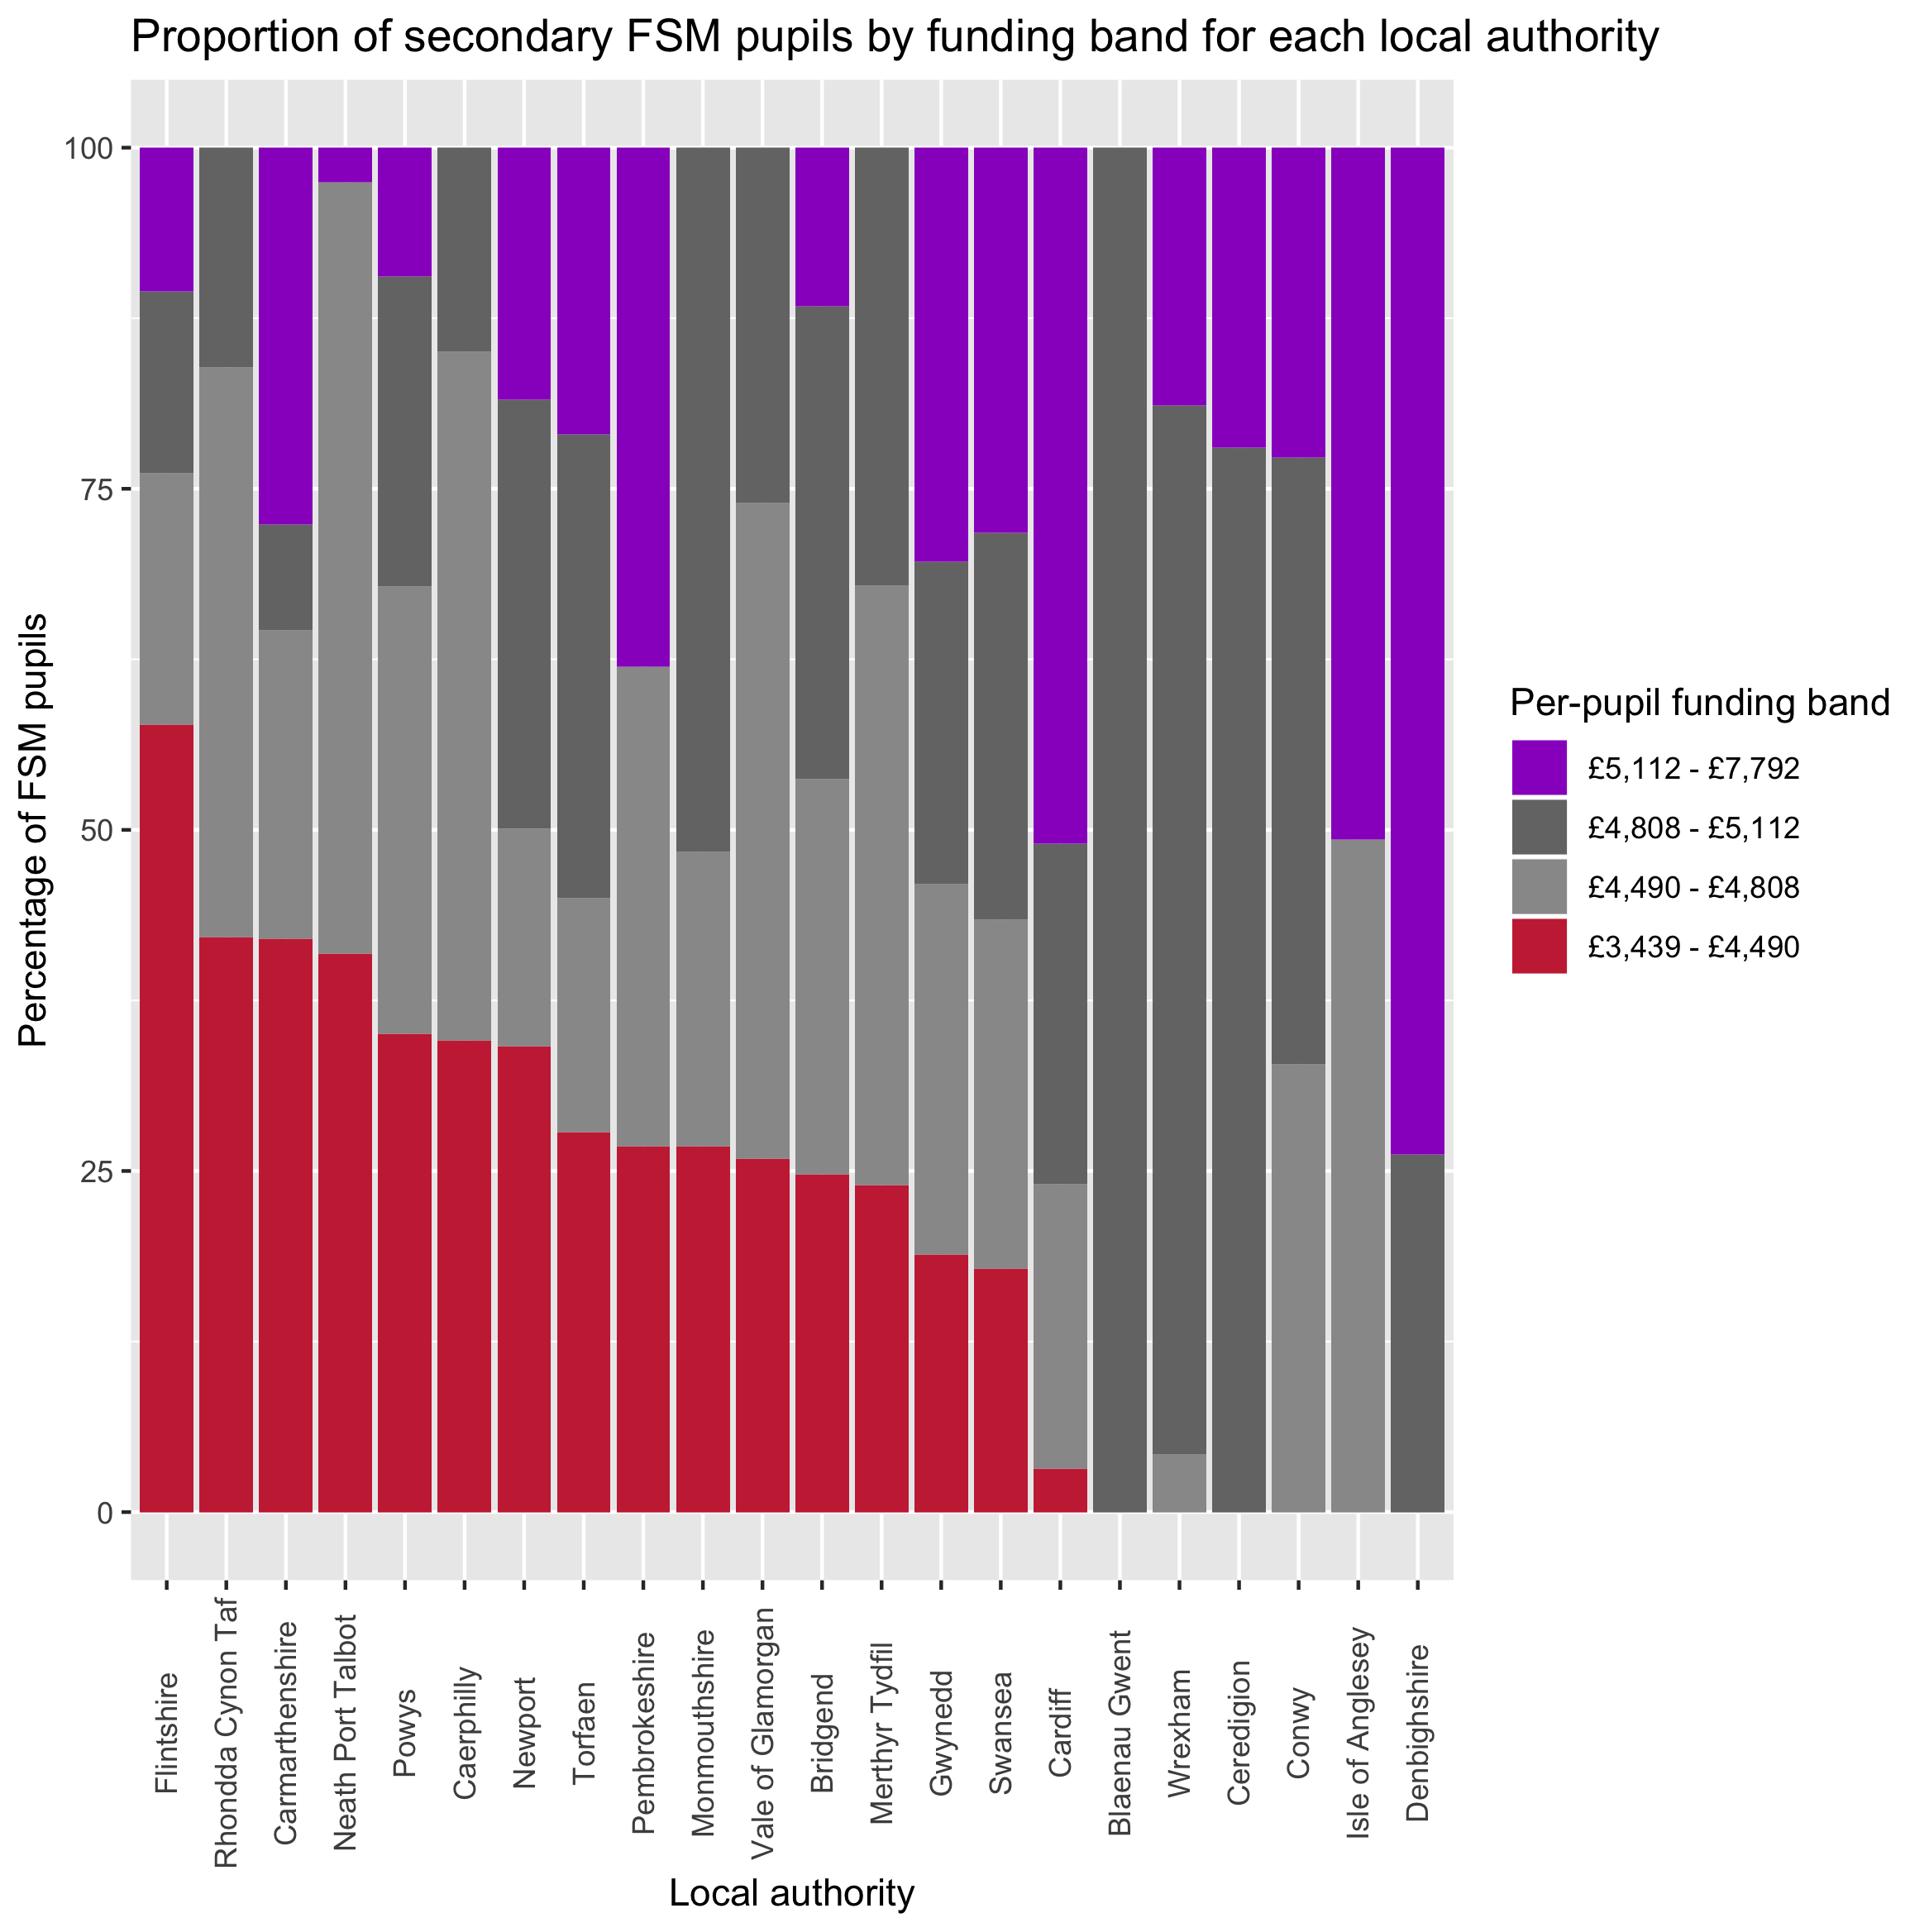 Proportion of secondary FSM pupils by funding band for each local authority
Percentage of FSM pupils
100
75
50
25
0
Flintshire
Rhondda Cynon Taf
Carmarthenshire
Neath Port Talbot
Powys
Caerphilly
Newport
Torfaen
Pembrokeshire
Monmouthshire
Vale of Glamorgan
Bridgend
Merthyr Tydfil
Gwynedd
Swansea
Cardiff
Blaenau Gwent
Wrexham
Ceredigion
Conwy
Isle of Anglesey
Denbighshire
Local authority
Per-pupil funding band
£5,112 - £7,792
£4,808 - £5,112
£4,490 - £4,808
£3,439 - £4,490